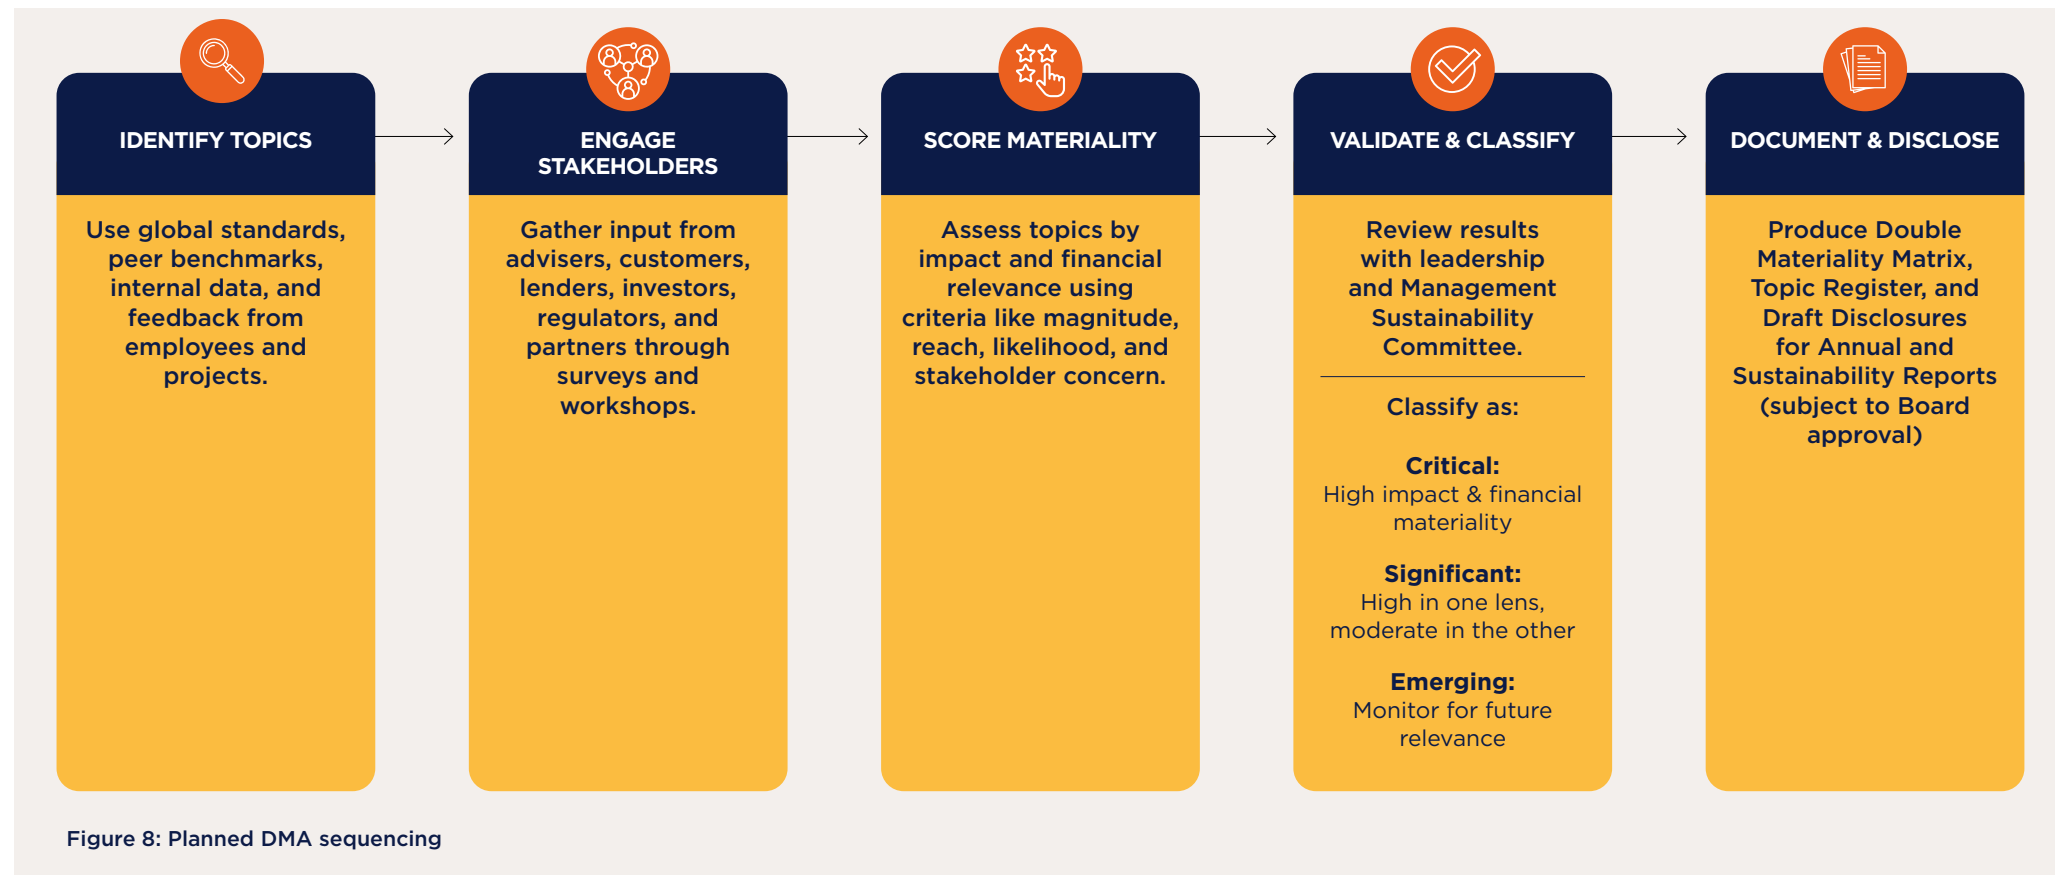 IDENTIFY TOPICS
Use global standards,
peer benchmarks,
internal data, and
feedback from
employees and
projects.
ENGAGE
STAKEHOLDERS
Gather input from
advisers, customers,
lenders, investors,
regulators, and
partners through
surveys and
workshops.
SCORE MATERIALITY
Assess topics by
impact and financial
relevance using
criteria like magnitude,
reach, likelihood, and
stakeholder concern.
VALIDATE & CLASSIFY
Review results
with leadership
and Management
Sustainability
Committee.
Classify as:
Critical:
High impact & financial
materiality
Significant:
High in one lens,
moderate in the other
Emerging:
Monitor for future
relevance
DOCUMENT & DISCLOSE
Produce Double
Materiality Matrix,
Topic Register, and
Draft Disclosures
for Annual and
Sustainability Reports
(subject to Board
approval)
Figure 8: Planned DMA sequencing